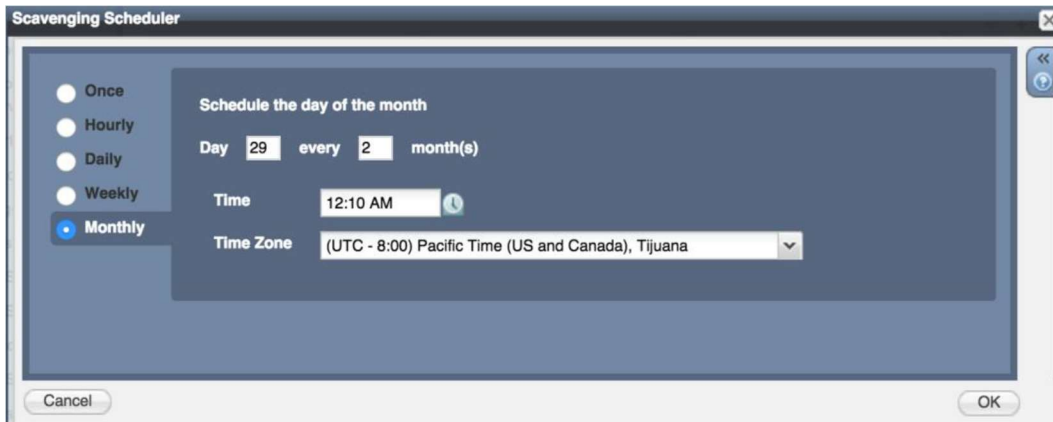 Scavenging Scheduler
Once
Hourly
Daily
Weekly
Monthly
Schedule the day of the month
Day 29 every 2 month(s)
Time 12:10 AM
Time Zone (UTC - 8:00) Pacific Time (US and Canada), Tijuana
Cancel OK